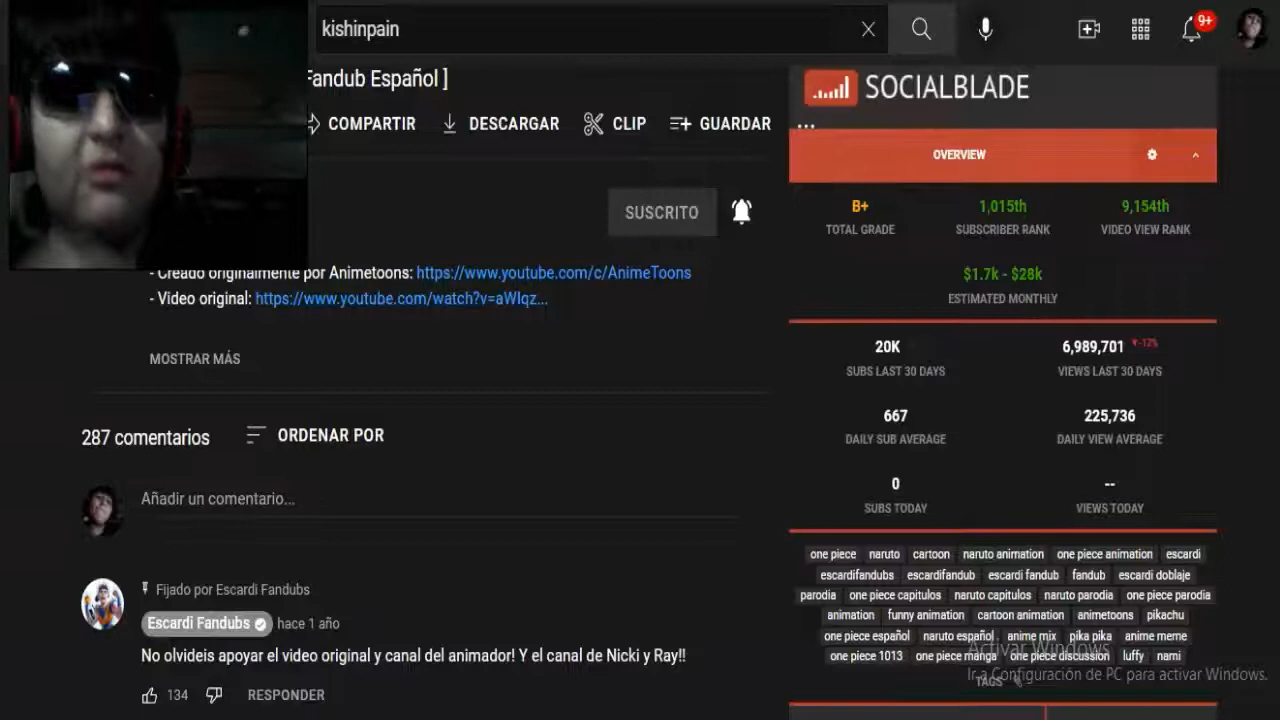 kishinpain
9+
Fandub Español ]
COMPARTIR
DESCARGAR
CLIP
GUARDAR
SUSCRITO
- Creado originalmente por Animetoons: https://www.youtube.com/c/AnimeToons
- Video original: https://www.youtube.com/watch?v=aWIqz...
MOSTRAR MÁS
287 comentarios
ORDENAR POR
Añadir un comentario...
Fijado por Escardi Fandubs
Escardi Fandubs hace 1 año
No olvideis apoyar el video original y canal del animador! Y el canal de Nicki y Ray!!
134
RESPONDER
SOCIALBLADE
...
OVERVIEW
B+ 1,015th 9,154th
TOTAL GRADE SUBSCRIBER RANK VIDEO VIEW RANK
$1.7k - $28k
ESTIMATED MONTHLY
20K 6,989,701 -12%
SUBS LAST 30 DAYS VIEWS LAST 30 DAYS
667 225,736
DAILY SUB AVERAGE DAILY VIEW AVERAGE
0 --
SUBS TODAY VIEWS TODAY
one piece naruto cartoon naruto animation one piece animation escardi
escardifandubs escardifandub escardi fandub fandub escardi doblaje
parodia one piece capitulos naruto capitulos naruto parodia one piece parodia
animation funny animation cartoon animation animetoons pikachu
one piece español naruto español anime mix pika pika anime meme
one piece 1013 one piece manga one piece discussion luffy nami
TAGS
Activar Windows
Ir a Configuración de PC para activar Windows.